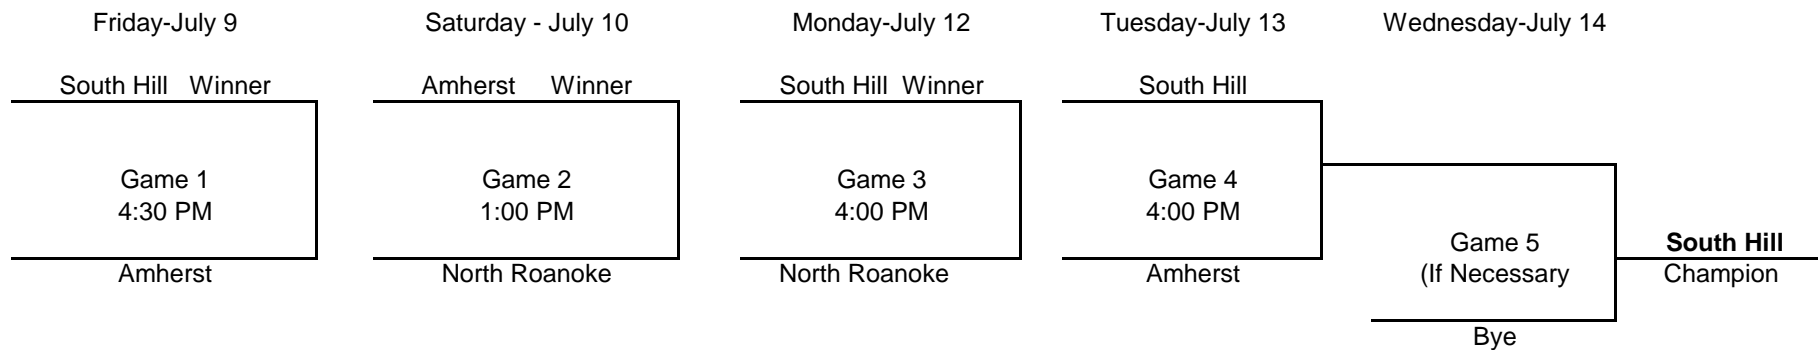 Friday-July 9 Saturday - July 10 Monday-July 12 Tuesday-July 13 Wednesday-July 14
South Hill Winner Amherst Winner South Hill Winner South Hill
Game 1 Game 2 Game 3 Game 4
4:30 PM 1:00 PM 4:00 PM 4:00 PM
Game 5 South Hill
Amherst North Roanoke North Roanoke Amherst (If Necessary Champion
Bye